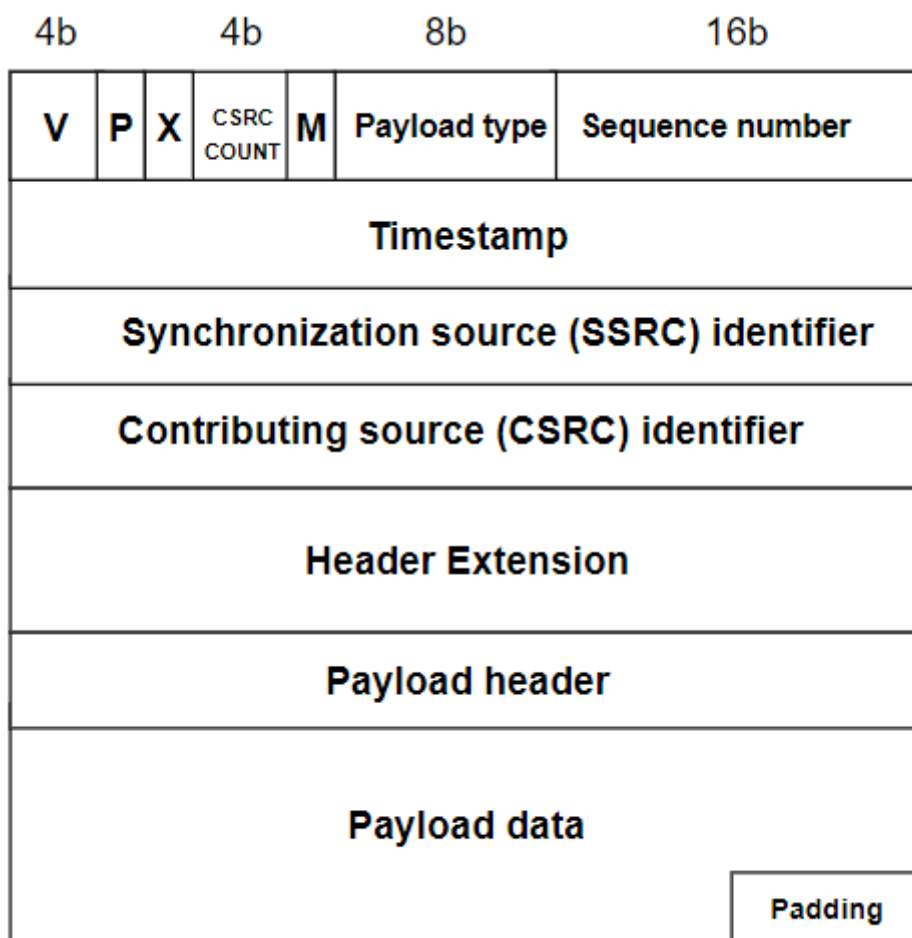 4b 4b 8b 16b
V P X CSRC COUNT M Payload type Sequence number
Timestamp
Synchronization source (SSRC) identifier
Contributing source (CSRC) identifier
Header Extension
Payload header
Payload data
Padding